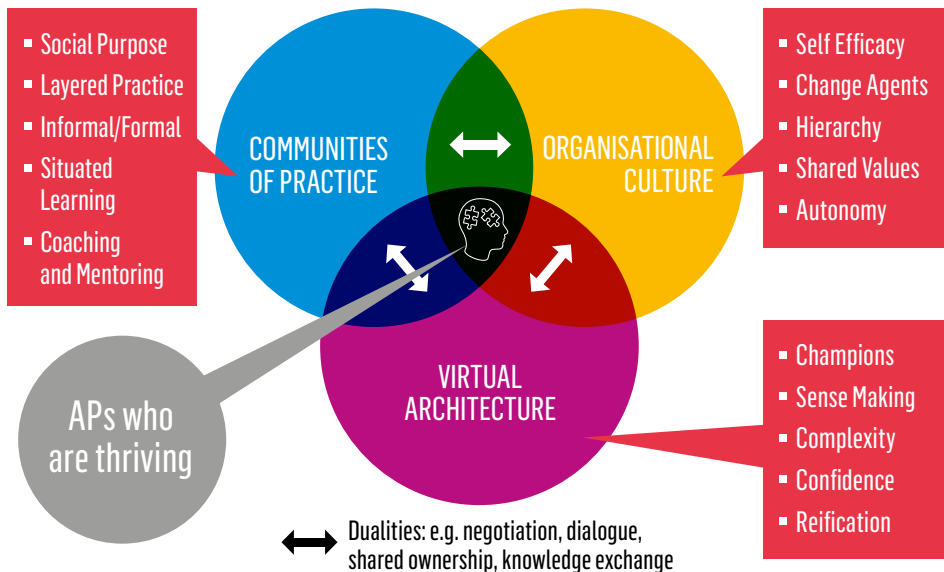 Social Purpose
Layered Practice
Informal/Formal
Situated
Learning
Coaching
and Mentoring
COMMUNITIES
OF PRACTICE
ORGANISATIONAL
CULTURE
Self Efficacy
Change Agents
Hierarchy
Shared Values
Autonomy
VIRTUAL
ARCHITECTURE
Champions
Sense Making
Complexity
Confidence
Reification
APs who
are thriving
Dualities: e.g. negotiation, dialogue,
shared ownership, knowledge exchange